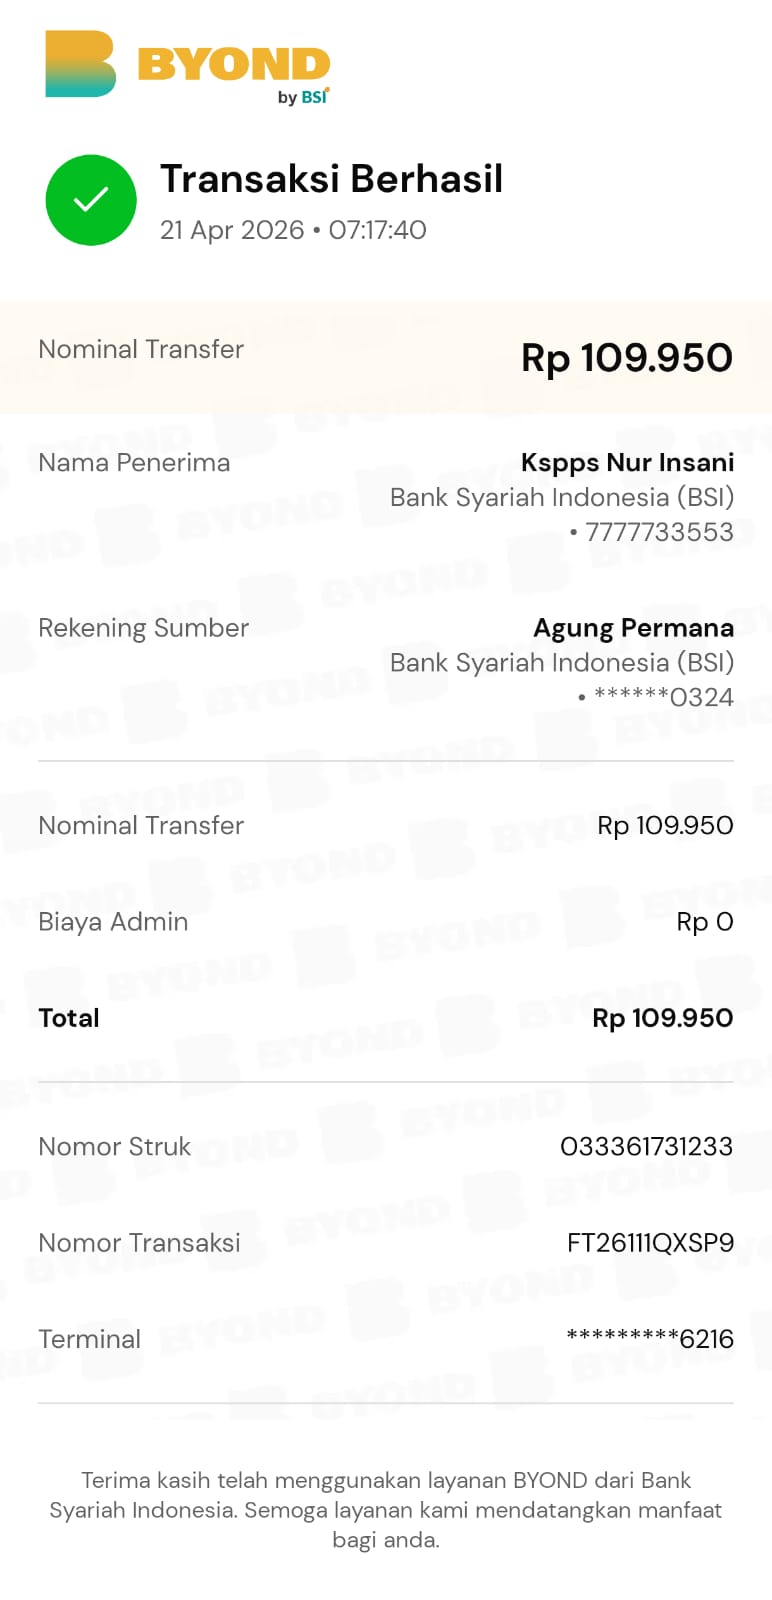 BYOND
by BSI
Transaksi Berhasil
21 Apr 2026 • 07:17:40
Nominal Transfer Rp 109.950
Nama Penerima Kspps Nur Insani
Bank Syariah Indonesia (BSI)
• 7777733553
Rekening Sumber Agung Permana
Bank Syariah Indonesia (BSI)
• ******0324
Nominal Transfer Rp 109.950
Biaya Admin Rp 0
Total Rp 109.950
Nomor Struk 033361731233
Nomor Transaksi FT26111QXSP9
Terminal *********6216
Terima kasih telah menggunakan layanan BYOND dari Bank
Syariah Indonesia. Semoga layanan kami mendatangkan manfaat
bagi anda.